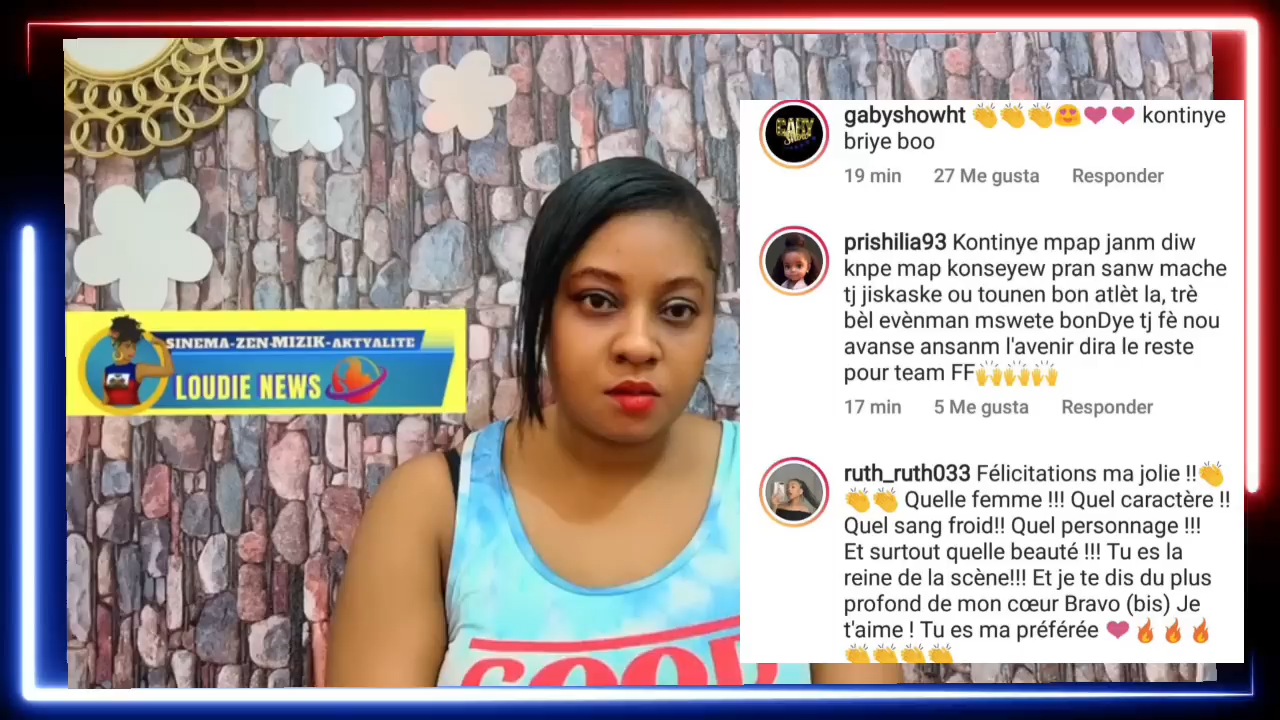 SINEMA-ZEN-MIZIK-AKTYALITE
LOUDIE NEWS
GABY
gabyshowht 👏👏👏😍❤❤ kontinye
briye boo
19 min 27 Me gusta Responder
prishilia93 Kontinye mpap janm diw
knpe map konseyew pran sanw mache
tj jiskaske ou tounen bon atlèt la, trè
bèl evènman mswete bonDye tj fè nou
avanse ansanm l'avenir dira le reste
pour team FF🙌🙌🙌
17 min 5 Me gusta Responder
ruth_ruth033 Félicitations ma jolie !!👏
👏👏 Quelle femme !!! Quel caractère !!
Quel sang froid!! Quel personnage !!!
Et surtout quelle beauté !!! Tu es la
reine de la scène!!! Et je te dis du plus
profond de mon cœur Bravo (bis) Je
t'aime ! Tu es ma préférée ❤🔥🔥🔥
👏👏👏👏